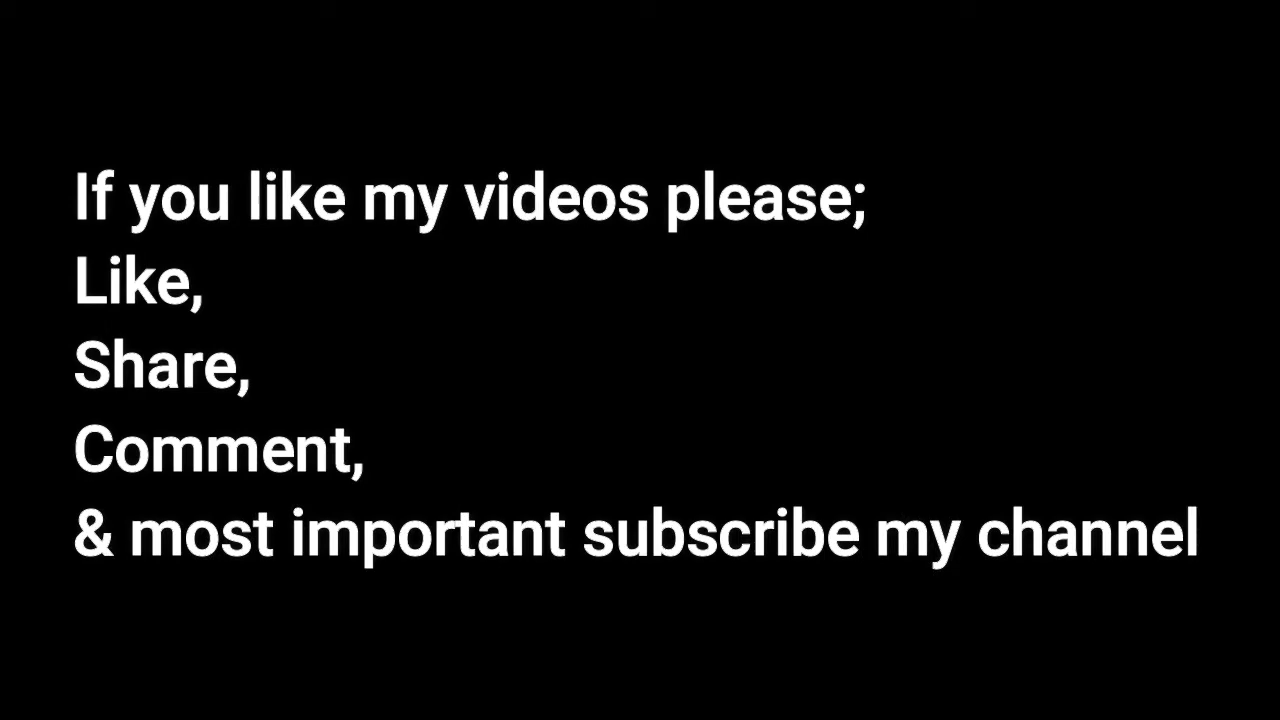 If you like my videos please;
Like,
Share,
Comment,
& most important subscribe my channel